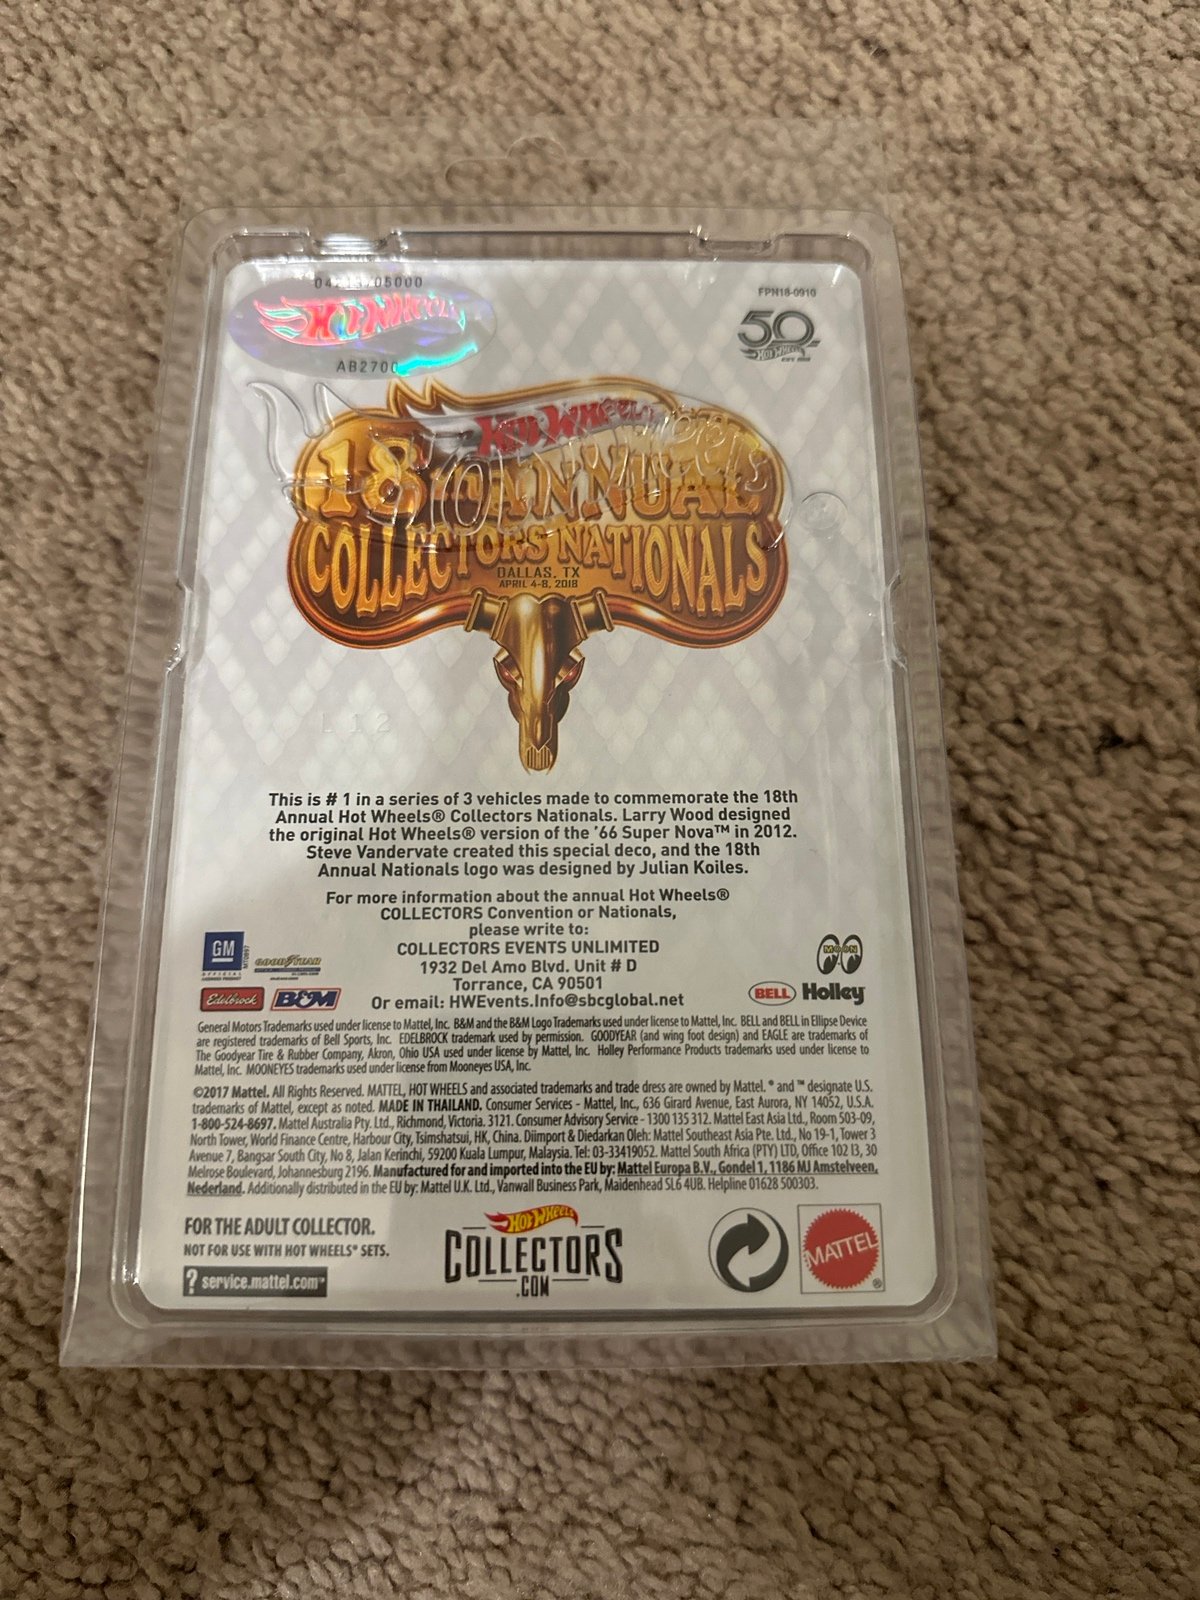 05000
HOT WHEELS
AB2700
FPN18-0910
50
HOT WHEELS
HOT WHEELS
18 ANNUAL
COLLECTORS NATIONALS
DALLAS, TX
APRIL 4-8, 2018
L12
This is # 1 in a series of 3 vehicles made to commemorate the 18th
Annual Hot Wheels® Collectors Nationals. Larry Wood designed
the original Hot Wheels® version of the '66 Super Nova™ in 2012.
Steve Vandervate created this special deco, and the 18th
Annual Nationals logo was designed by Julian Koiles.
For more information about the annual Hot Wheels®
COLLECTORS Convention or Nationals,
please write to:
COLLECTORS EVENTS UNLIMITED
1932 Del Amo Blvd. Unit # D
Torrance, CA 90501
Or email: HWEvents.Info@sbcglobal.net
GM
OFFICIAL
LICENSED PRODUCT
GOODYEAR
Edelbrock
B&M
MOON
BELL
Holley
General Motors Trademarks used under license to Mattel, Inc. B&M and the B&M Logo Trademarks used under license to Mattel, Inc. BELL and BELL in Ellipse Device
are registered trademarks of Bell Sports, Inc. EDELBROCK trademark used by permission. GOODYEAR (and wing foot design) and EAGLE are trademarks of
The Goodyear Tire & Rubber Company, Akron, Ohio USA used under license by Mattel, Inc. Holley Performance Products trademarks used under license to
Mattel, Inc. MOONEYES trademarks used under license from Mooneyes USA, Inc.
©2017 Mattel. All Rights Reserved. MATTEL, HOT WHEELS and associated trademarks and trade dress are owned by Mattel. ® and ™ designate U.S.
trademarks of Mattel, except as noted. MADE IN THAILAND. Consumer Services - Mattel, Inc., 636 Girard Avenue, East Aurora, NY 14052, U.S.A.
1-800-524-8697. Mattel Australia Pty. Ltd., Richmond, Victoria. 3121. Consumer Advisory Service - 1300 135 312. Mattel East Asia Ltd., Room 503-09,
North Tower, World Finance Centre, Harbour City, Tsimshatsui, HK, China. Diimport & Diedarkan Oleh: Mattel Southeast Asia Pte. Ltd., No 19-1, Tower 3
Avenue 7, Bangsar South City, No 8, Jalan Kerinchi, 59200 Kuala Lumpur, Malaysia. Tel: 03-33419052. Mattel South Africa (PTY) LTD, Office 102 I3, 30
Melrose Boulevard, Johannesburg 2196. Manufactured for and imported into the EU by: Mattel Europa B.V., Gondel 1, 1186 MJ Amstelveen,
Nederland. Additionally distributed in the EU by: Mattel U.K. Ltd., Vanwall Business Park, Maidenhead SL6 4UB. Helpline 01628 500303.
FOR THE ADULT COLLECTOR.
NOT FOR USE WITH HOT WHEELS® SETS.
? service.mattel.com™
HOT WHEELS
COLLECTORS
.COM
MATTEL
®